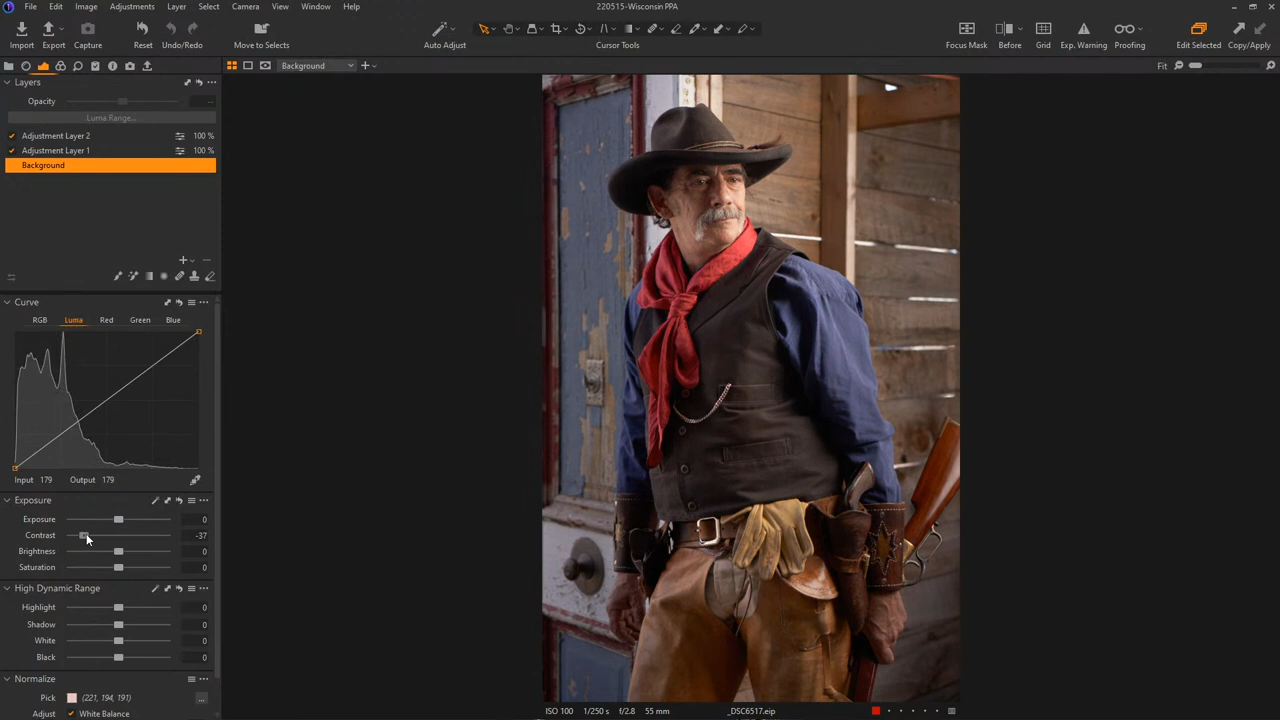 File Edit Image Adjustments Layer Select Camera View Window Help
220515-Wisconsin PPA
Import Export Capture Reset Undo/Redo Move to Selects Auto Adjust Cursor Tools Focus Mask Before Grid Exp. Warning Proofing Edit Selected Copy/Apply
Background
Fit
Layers
Opacity
Luma Range...
Adjustment Layer 2 100 %
Adjustment Layer 1 100 %
Background
Curve
RGB Luma Red Green Blue
Input 179 Output 179
Exposure
Exposure 0
Contrast -37
Brightness 0
Saturation 0
High Dynamic Range
Highlight 0
Shadow 0
White 0
Black 0
Normalize
Pick (221, 194, 191) ...
Adjust White Balance
ISO 100 1/250 s f/2.8 55 mm _DSC6517.eip